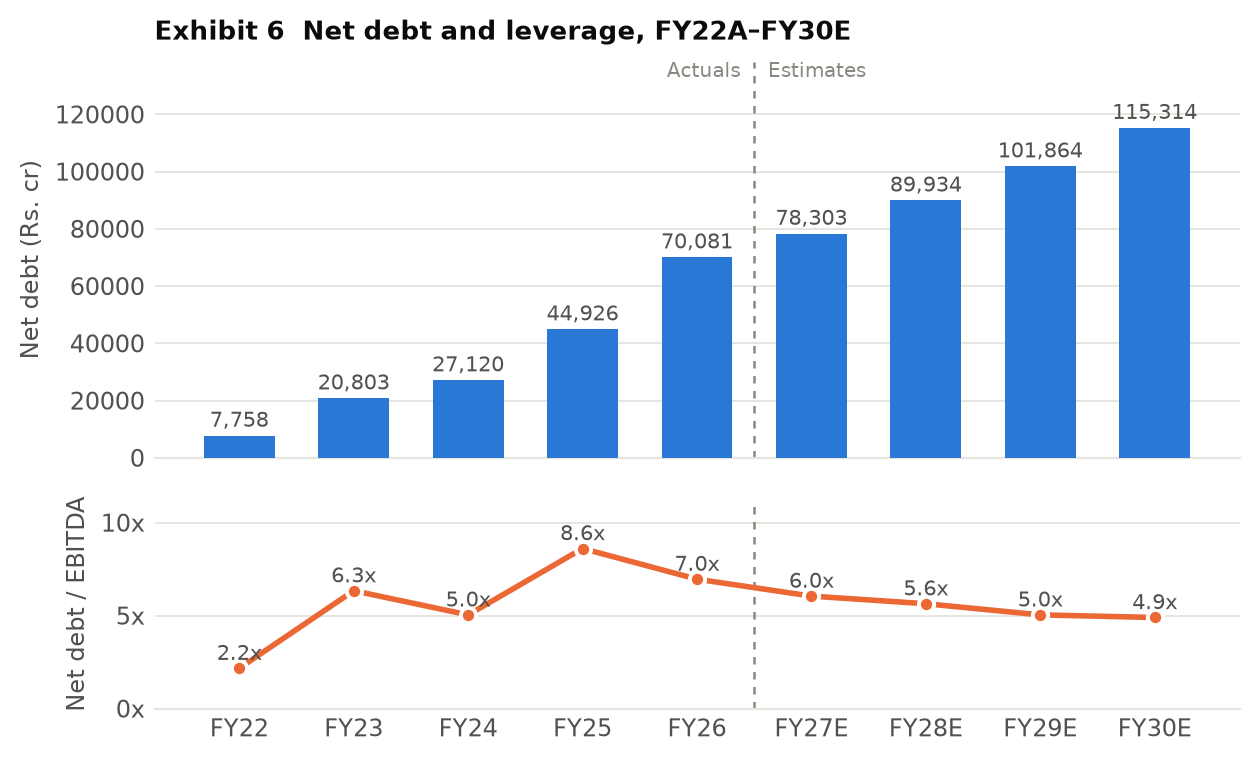 Exhibit 6  Net debt and leverage, FY22A–FY30E
Actuals
Estimates
Net debt (Rs. cr)
120000
100000
80000
60000
40000
20000
0
7,758
20,803
27,120
44,926
70,081
78,303
89,934
101,864
115,314
Net debt / EBITDA
10x
5x
0x
2.2x
6.3x
5.0x
8.6x
7.0x
6.0x
5.6x
5.0x
4.9x
FY22
FY23
FY24
FY25
FY26
FY27E
FY28E
FY29E
FY30E